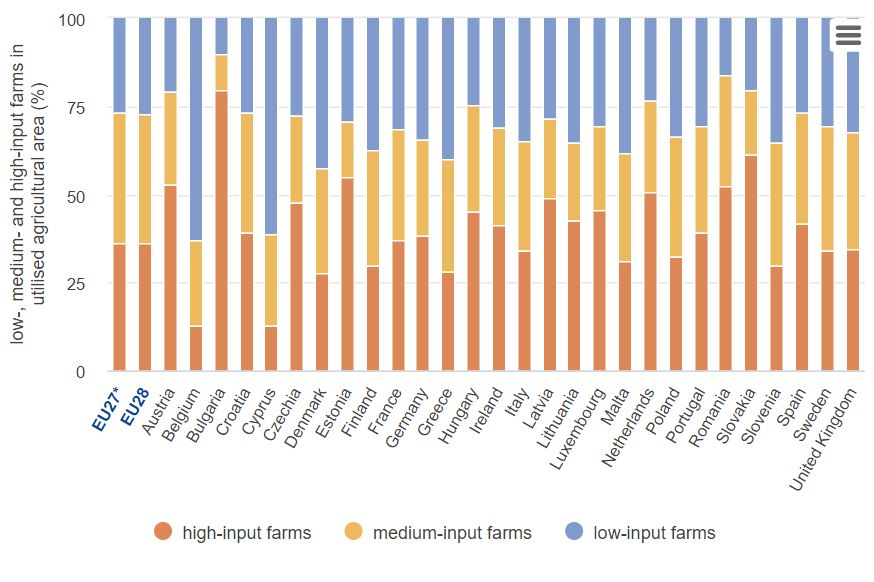 low-, medium- and high-input farms in
utilised agricultural area (%)
100
75
50
25
0
EU27*
EU28
Austria
Belgium
Bulgaria
Croatia
Cyprus
Czechia
Denmark
Estonia
Finland
France
Germany
Greece
Hungary
Ireland
Italy
Latvia
Lithuania
Luxembourg
Malta
Netherlands
Poland
Portugal
Romania
Slovakia
Slovenia
Spain
Sweden
United Kingdom
high-input farms
medium-input farms
low-input farms